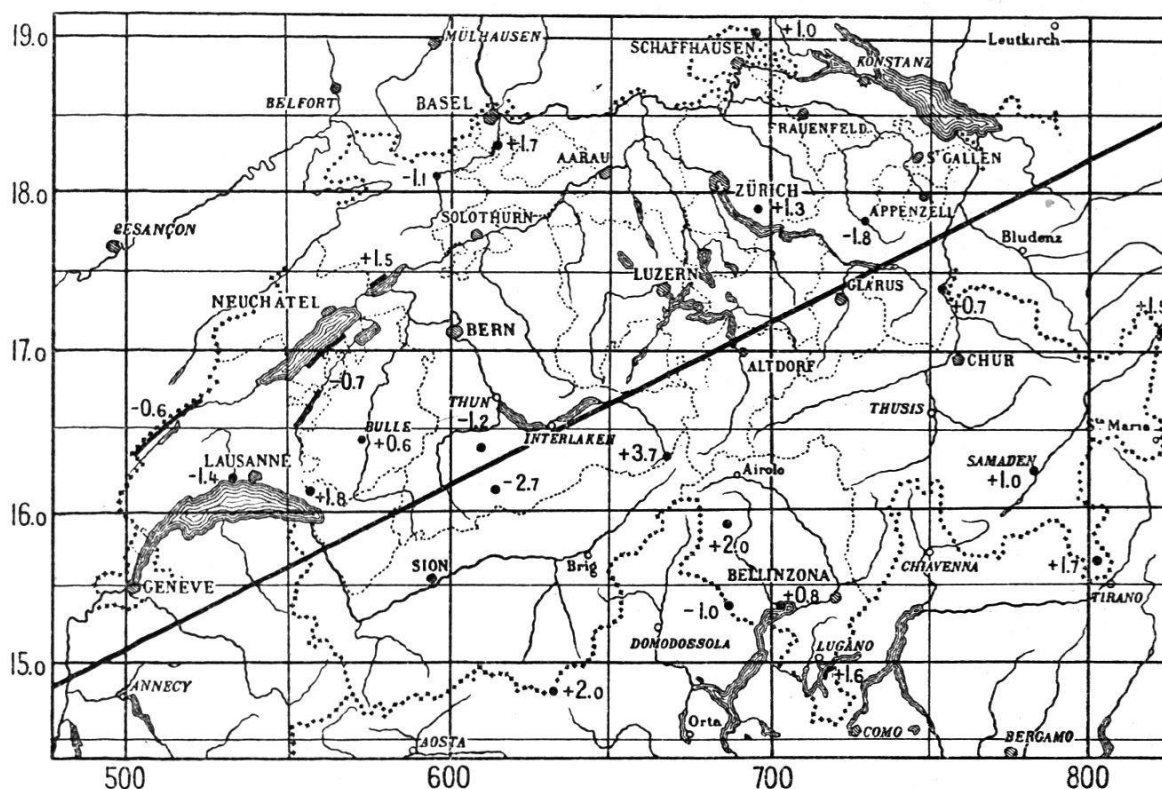 19.0
MÜLHAUSEN
SCHAFFHAUSEN
+1.0
Leutkirch
KONSTANZ
BELFORT
BASEL
FRAUENFELD
+1.7
AARAU
ST GALLEN
-1.1
18.0
ZÜRICH
+1.3
APPENZELL
BESANÇON
SOLOTHURN
-1.8
Bludenz
+1.5
LUZERN
GLARUS
NEUCHÂTEL
+0.7
BERN
17.0
ALTDORF
CHUR
-0.7
-0.6
THUN
-1.2
THUSIS
BULLE
+0.6
INTERLAKEN
Sta Maria
LAUSANNE
-1.4
+3.7
Airolo
SAMADEN
+1.0
+1.8
-2.7
16.0
+2.0
SION
Brig
CHIAVENNA
+1.7
GENÈVE
BELLINZONA
+0.8
-1.0
TIRANO
DOMODOSSOLA
LUGANO
15.0
+1.6
ANNECY
+2.0
Orta
COMO
AOSTA
BERGAMO
500
600
700
800